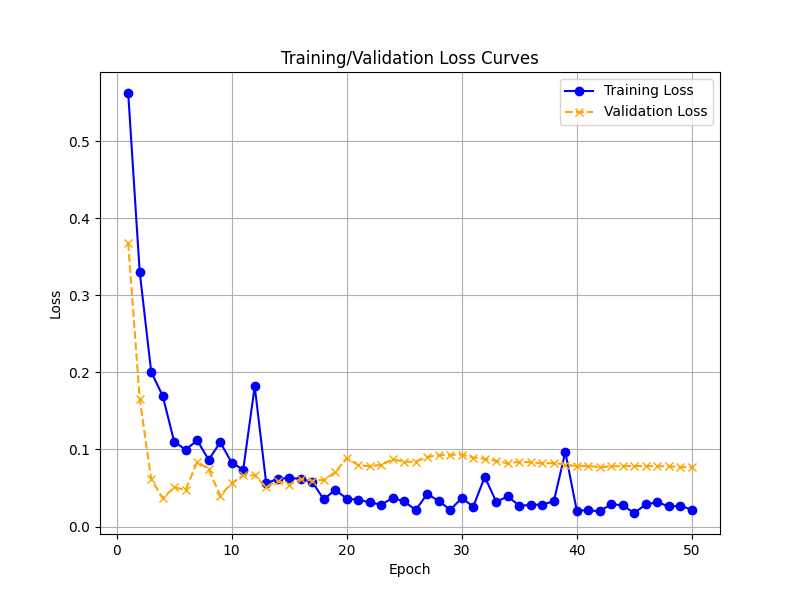 Training/Validation Loss Curves
Training Loss
Validation Loss
0.5
0.4
0.3
0.2
0.1
0.0
Loss
0 10 20 30 40 50
Epoch